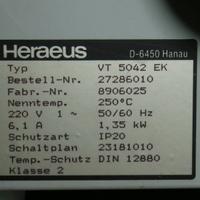 Heraeus D-6450 Hanau
Typ VT 5042 EK
Bestell-Nr. 27286010
Fabr.-Nr. 8906025
Nenntemp. 250°C
220 V 1 ~ 50/60 Hz
6,1 A 1,35 kW
Schutzart IP20
Schaltplan 23181010
Temp.-Schutz DIN 12880
Klasse 2